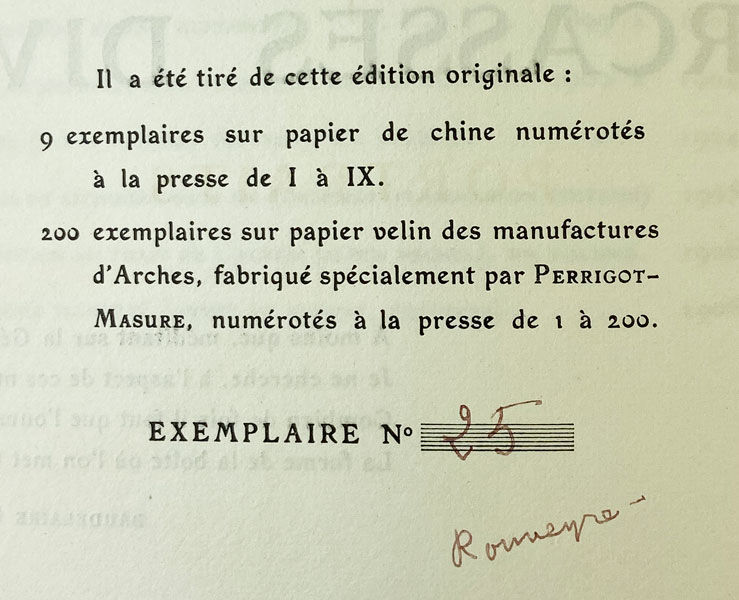 Il a été tiré de cette édition originale :
9 exemplaires sur papier de chine numérotés
à la presse de I à IX.
200 exemplaires sur papier velin des manufactures
d'Arches, fabriqué spécialement par PERRIGOT-
MASURE, numérotés à la presse de 1 à 200.
EXEMPLAIRE Nº 25
Rouveyre